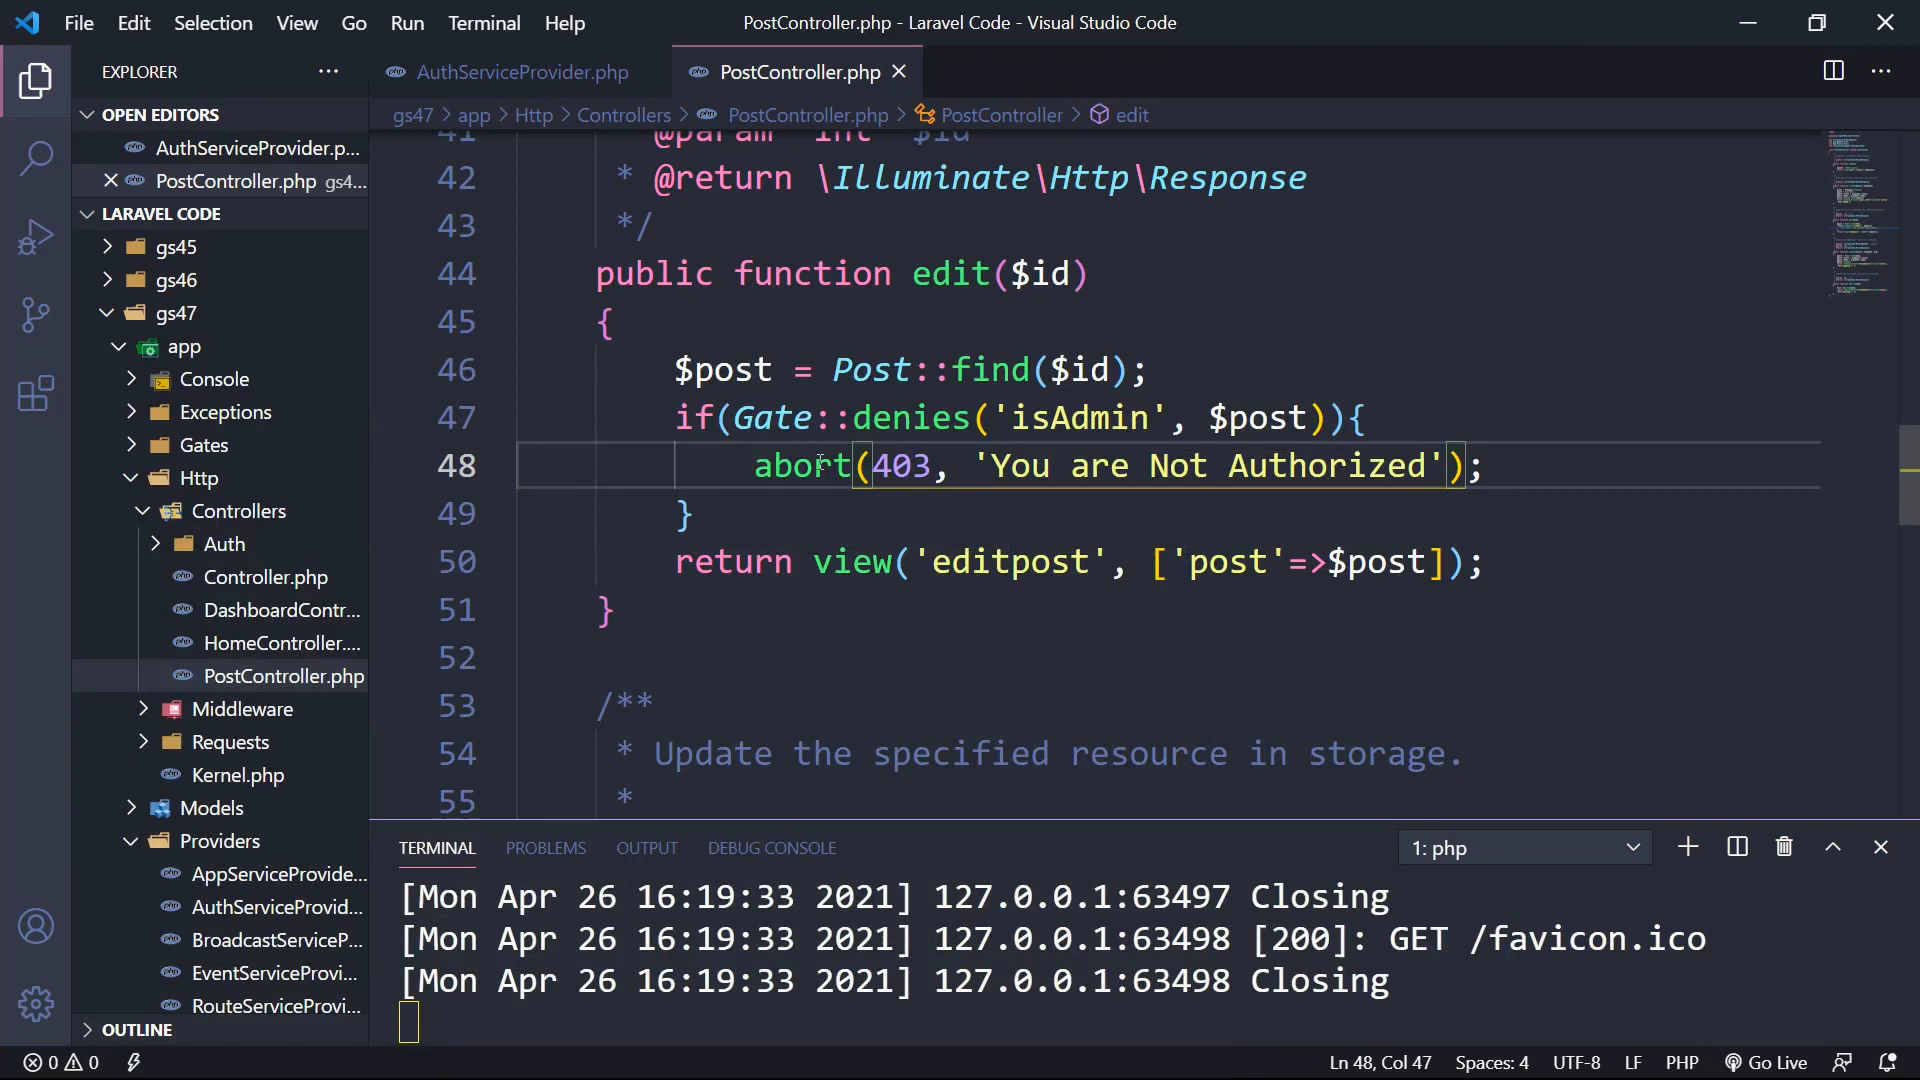 File Edit Selection View Go Run Terminal Help
PostController.php - Laravel Code - Visual Studio Code
EXPLORER
OPEN EDITORS
AuthServiceProvider.p...
PostController.php gs4...
LARAVEL CODE
gs45
gs46
gs47
app
Console
Exceptions
Gates
Http
Controllers
Auth
Controller.php
DashboardContr...
HomeController....
PostController.php
Middleware
Requests
Kernel.php
Models
Providers
AppServiceProvide...
AuthServiceProvid...
BroadcastServiceP...
EventServiceProvi...
RouteServiceProvi...
OUTLINE
AuthServiceProvider.php
PostController.php
gs47 > app > Http > Controllers > PostController.php > PostController > edit
41 @param int $id
42 * @return \Illuminate\Http\Response
43 */
44 public function edit($id)
45 {
46 $post = Post::find($id);
47 if(Gate::denies('isAdmin', $post)){
48 abort(403, 'You are Not Authorized');
49 }
50 return view('editpost', ['post'=>$post]);
51 }
52
53 /**
54 * Update the specified resource in storage.
55 *
TERMINAL PROBLEMS OUTPUT DEBUG CONSOLE
1: php
[Mon Apr 26 16:19:33 2021] 127.0.0.1:63497 Closing
[Mon Apr 26 16:19:33 2021] 127.0.0.1:63498 [200]: GET /favicon.ico
[Mon Apr 26 16:19:33 2021] 127.0.0.1:63498 Closing
0 0
Ln 48, Col 47 Spaces: 4 UTF-8 LF PHP Go Live